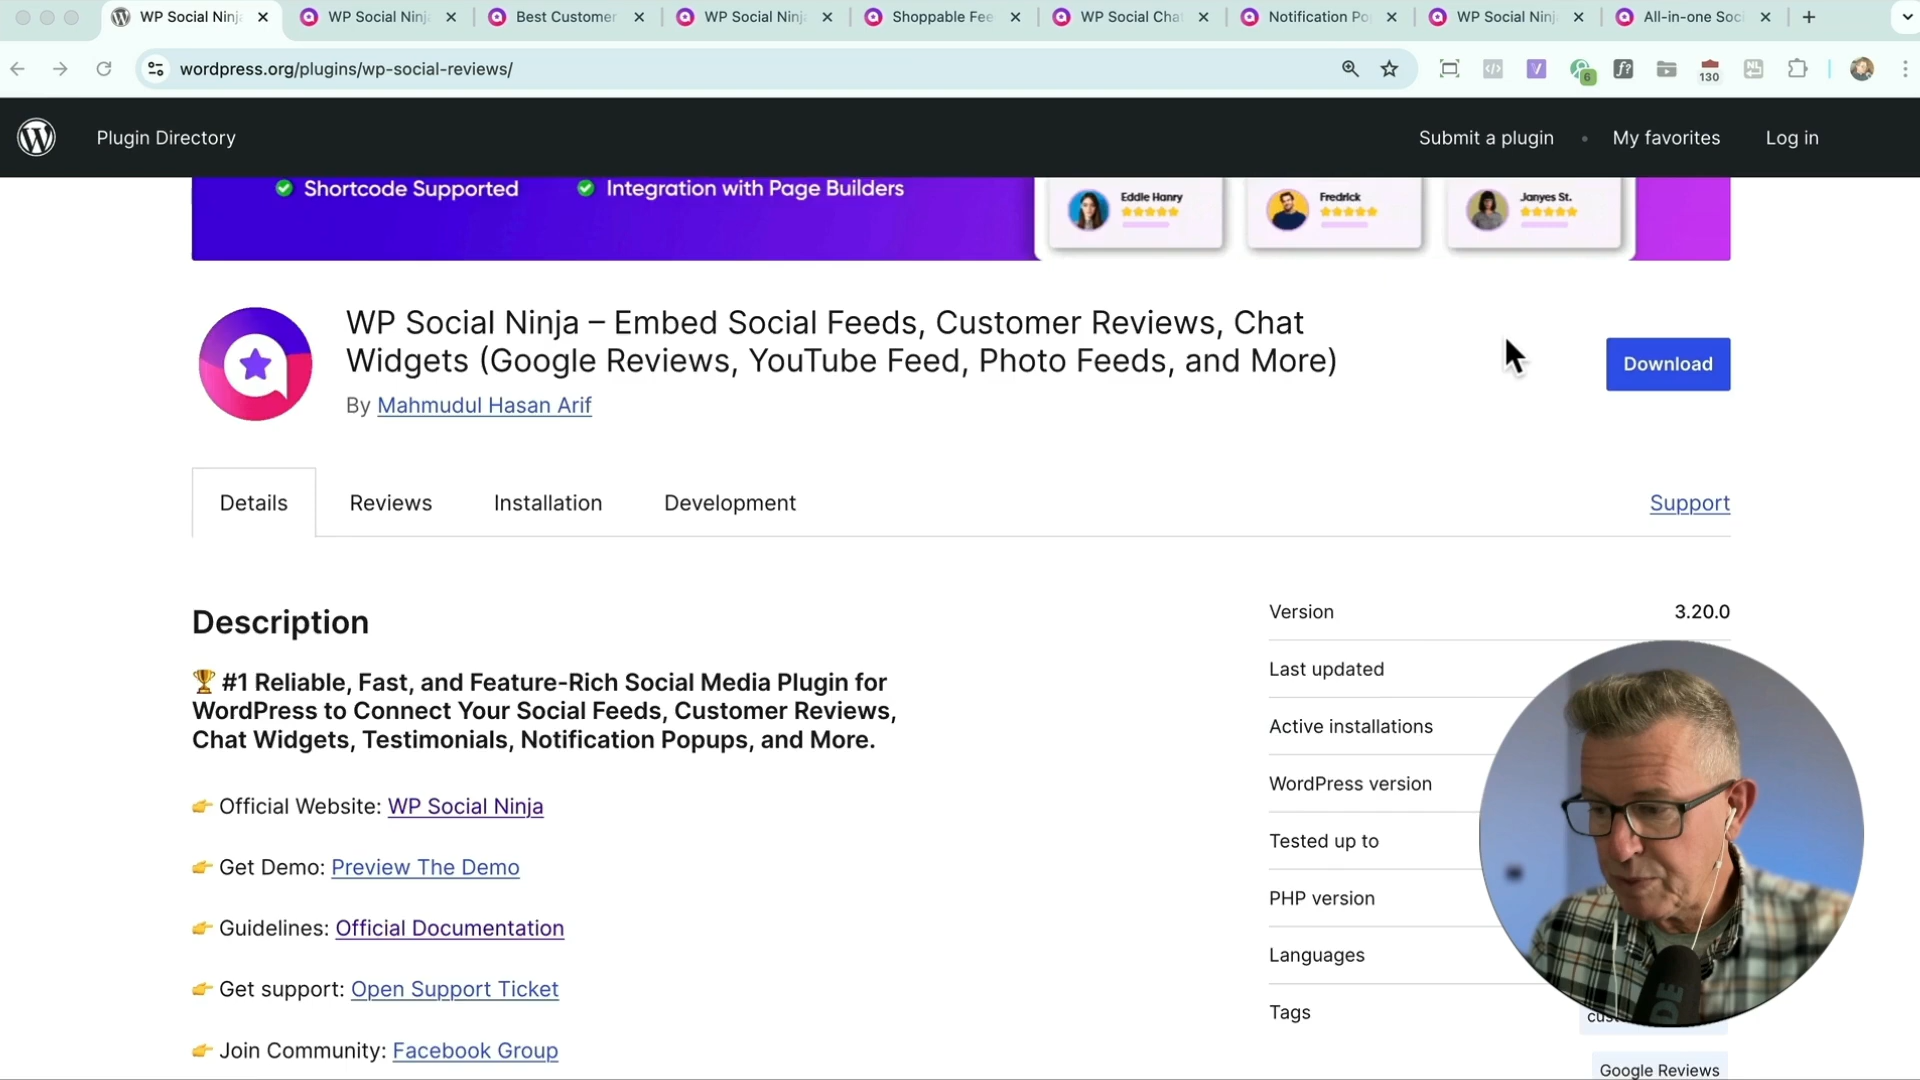 WP Social Ninj
WP Social Ninj
Best Customer
WP Social Ninj
Shoppable Fee
WP Social Chat
Notification Po
WP Social Ninj
All-in-one Soci
wordpress.org/plugins/wp-social-reviews/
6
130
Plugin Directory
Submit a plugin
My favorites
Log in
Shortcode Supported
Integration with Page Builders
Eddie Hanry
Fredrick
Janyes St.
WP Social Ninja – Embed Social Feeds, Customer Reviews, Chat
Widgets (Google Reviews, YouTube Feed, Photo Feeds, and More)
Download
By Mahmudul Hasan Arif
Details
Reviews
Installation
Development
Support
Description
Version 3.20.0
🏆 #1 Reliable, Fast, and Feature-Rich Social Media Plugin for
WordPress to Connect Your Social Feeds, Customer Reviews,
Chat Widgets, Testimonials, Notification Popups, and More.
Last updated
Active installations
WordPress version
Tested up to
PHP version
Languages
Tags
👉 Official Website: WP Social Ninja
👉 Get Demo: Preview The Demo
👉 Guidelines: Official Documentation
👉 Get support: Open Support Ticket
👉 Join Community: Facebook Group
Google Reviews